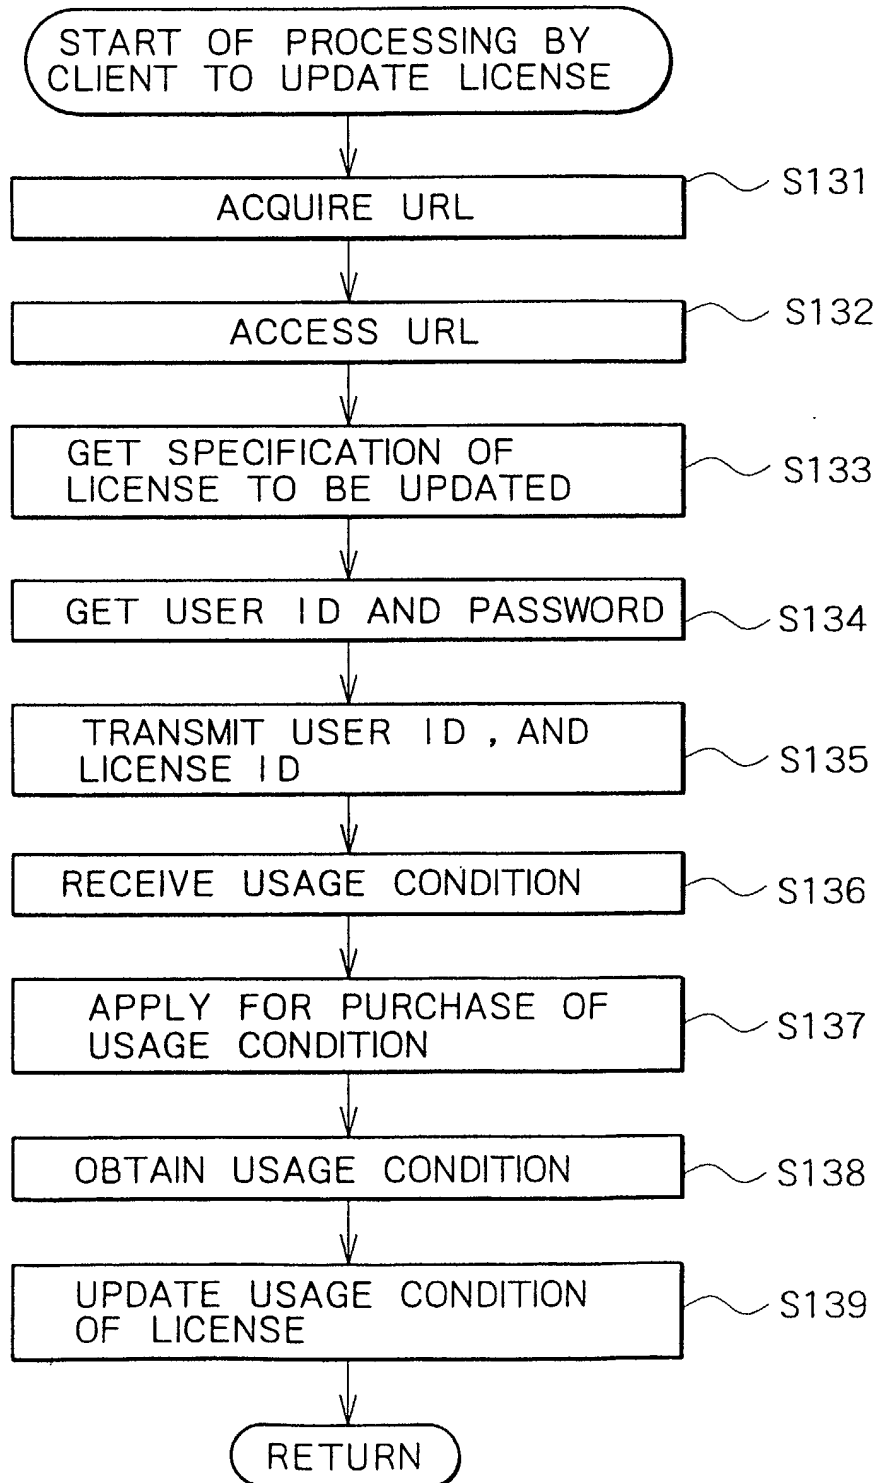 START OF PROCESSING BY
CLIENT TO UPDATE LICENSE
ACQUIRE URL
S131
ACCESS URL
S132
GET SPECIFICATION OF
LICENSE TO BE UPDATED
S133
GET USER ID AND PASSWORD
S134
TRANSMIT USER ID, AND
LICENSE ID
S135
RECEIVE USAGE CONDITION
S136
APPLY FOR PURCHASE OF
USAGE CONDITION
S137
OBTAIN USAGE CONDITION
S138
UPDATE USAGE CONDITION
OF LICENSE
S139
RETURN